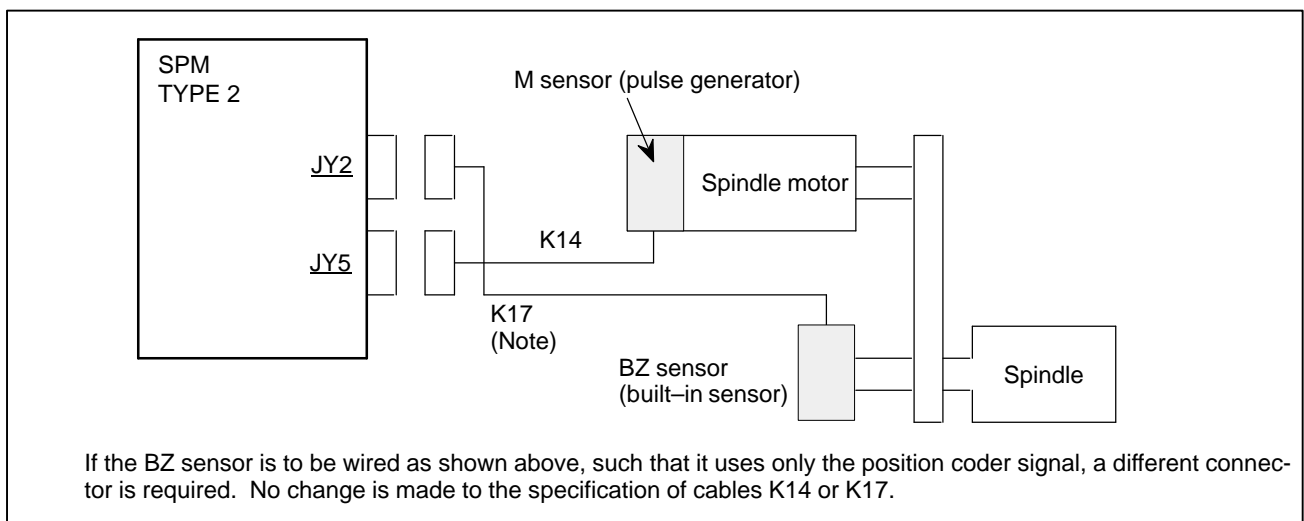 SPM
TYPE 2
M sensor (pulse generator)
JY2
Spindle motor
K14
JY5
K17
(Note)
BZ sensor
(built–in sensor)
Spindle
If the BZ sensor is to be wired as shown above, such that it uses only the position coder signal, a different connec-
tor is required. No change is made to the specification of cables K14 or K17.